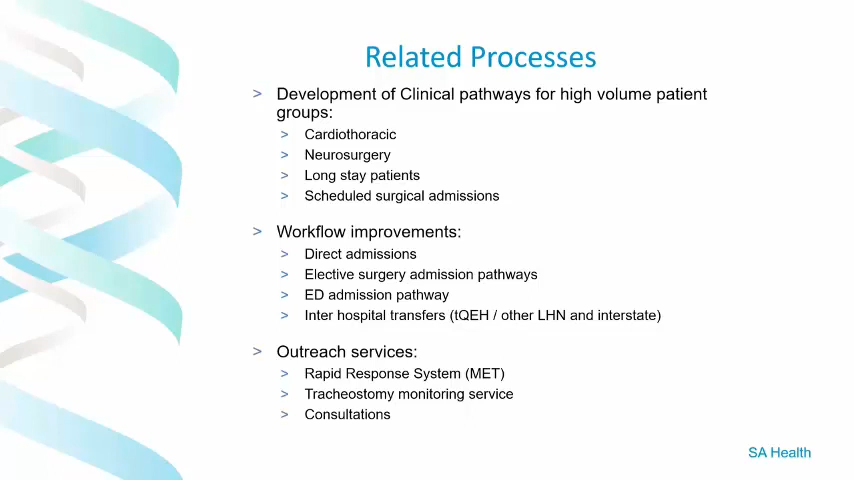 Related Processes
> Development of Clinical pathways for high volume patient
groups:
> Cardiothoracic
> Neurosurgery
> Long stay patients
> Scheduled surgical admissions
> Workflow improvements:
> Direct admissions
> Elective surgery admission pathways
> ED admission pathway
> Inter hospital transfers (tQEH / other LHN and interstate)
> Outreach services:
> Rapid Response System (MET)
> Tracheostomy monitoring service
> Consultations
SA Health